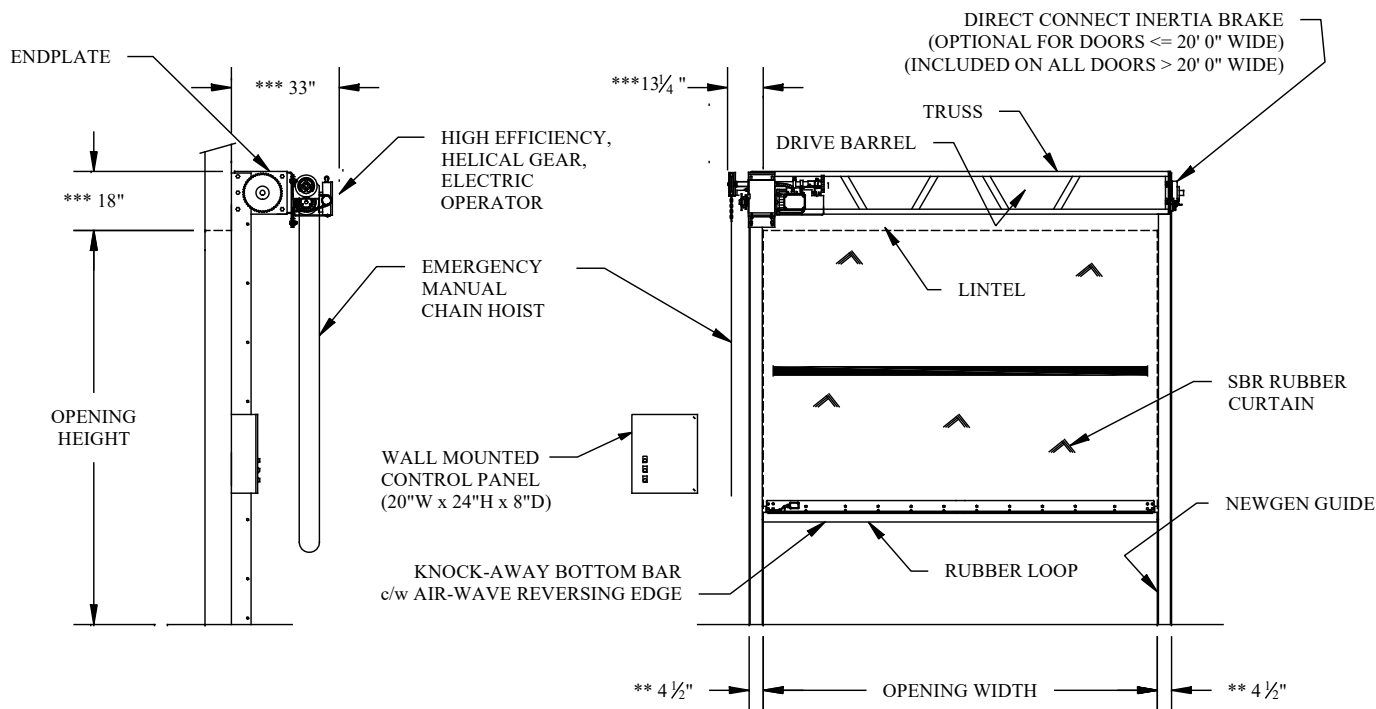 ENDPLATE
*** 33"
*** 18"
HIGH EFFICIENCY,
HELICAL GEAR,
ELECTRIC
OPERATOR
EMERGENCY
MANUAL
CHAIN HOIST
OPENING
HEIGHT
WALL MOUNTED
CONTROL PANEL
(20"W x 24"H x 8"D)
KNOCK-AWAY BOTTOM BAR
c/w AIR-WAVE REVERSING EDGE
***13¼ "
DIRECT CONNECT INERTIA BRAKE
(OPTIONAL FOR DOORS <= 20' 0" WIDE)
(INCLUDED ON ALL DOORS > 20' 0" WIDE)
TRUSS
DRIVE BARREL
LINTEL
SBR RUBBER
CURTAIN
NEWGEN GUIDE
RUBBER LOOP
** 4 ½"
OPENING WIDTH
** 4 ½"